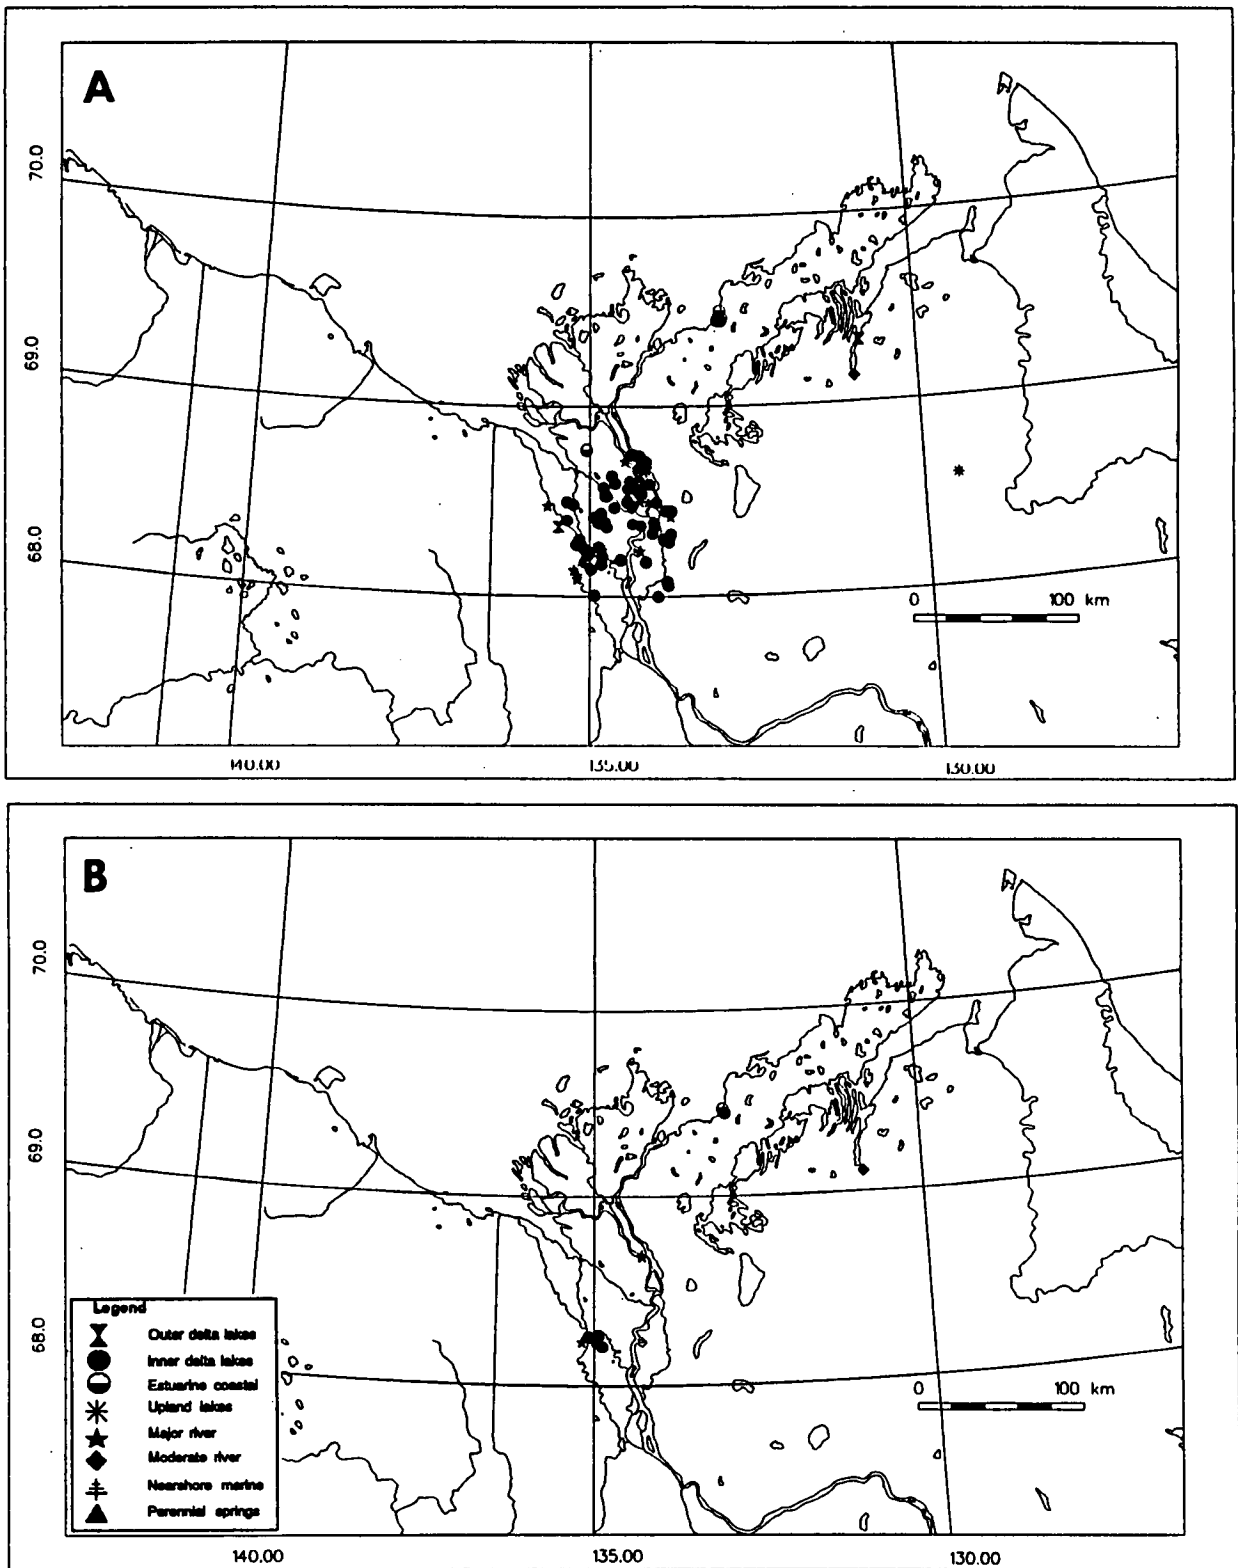 A
70.0
69.0
68.0
0 100 km
140.00 135.00 130.00
B
70.0
69.0
68.0
Legend
Outer delta lakes
Inner delta lakes
Estuarine coastal
Upland lakes
Major river
Moderate river
Nearshore marine
Perennial springs
0 100 km
140.00 135.00 130.00